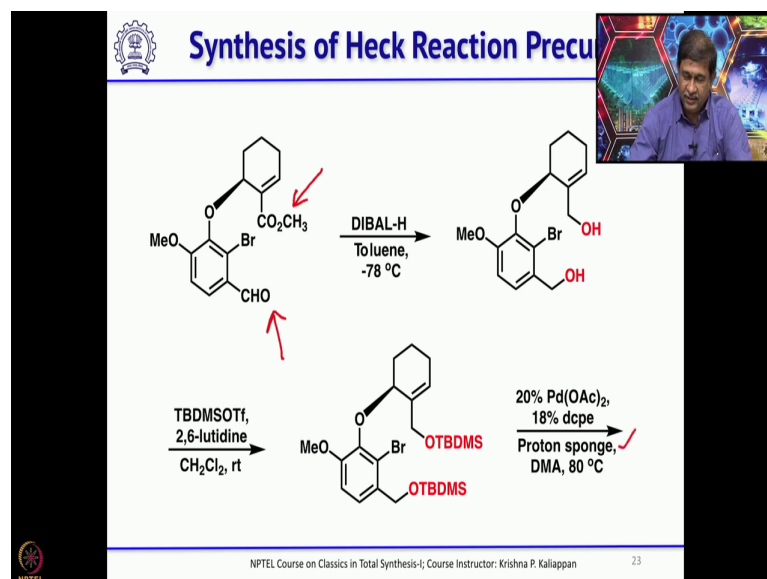 Synthesis of Heck Reaction Precu
O
CO2CH3
MeO
Br
CHO
DIBAL-H
Toluene,
-78 °C
O
MeO
Br
OH
OH
TBDMSOTf,
2,6-lutidine
CH2Cl2, rt
O
MeO
Br
OTBDMS
OTBDMS
20% Pd(OAc)2,
18% dcpe
Proton sponge,
DMA, 80 °C
NPTEL Course on Classics in Total Synthesis-I; Course Instructor: Krishna P. Kaliappan
23
NPTEL